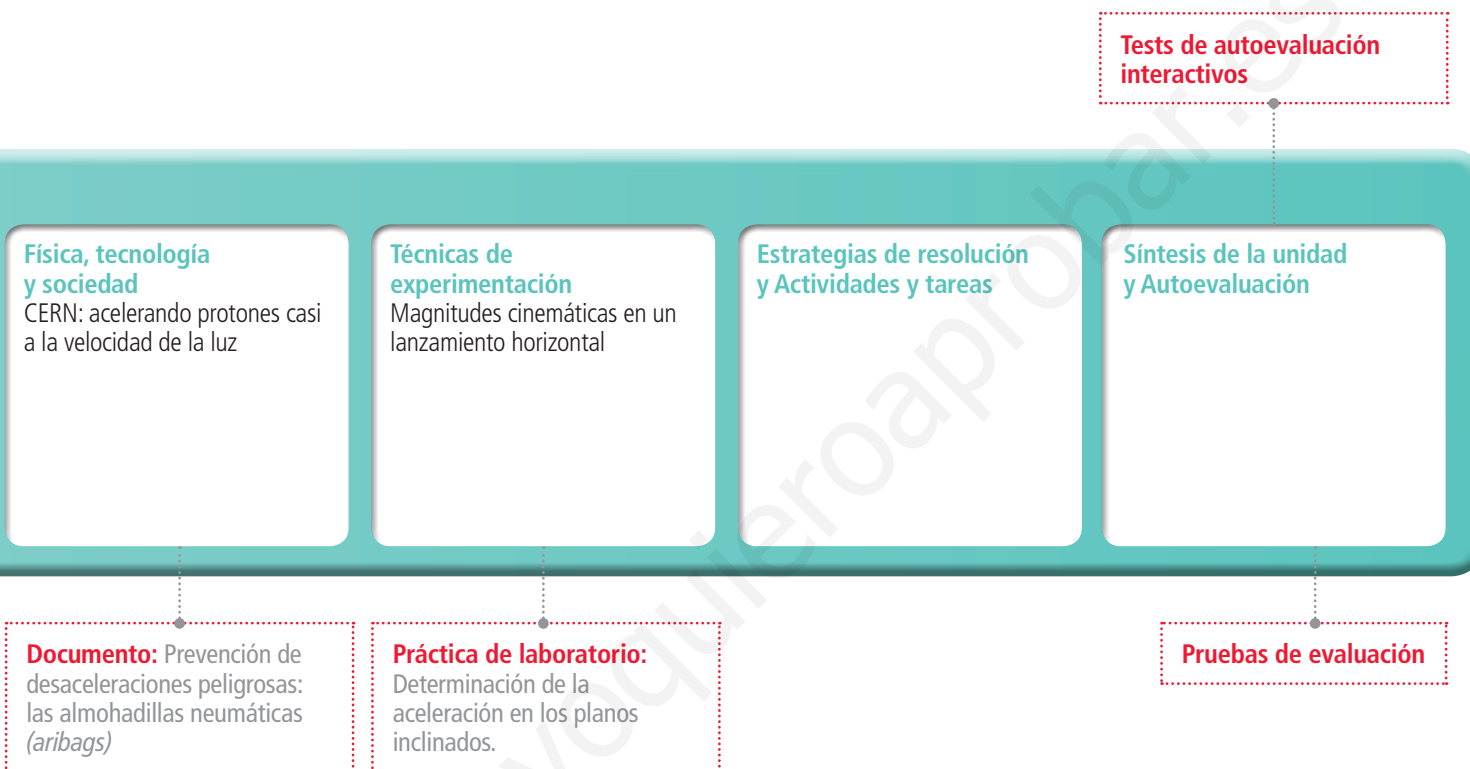 Tests de autoevaluación
interactivos
Física, tecnología
y sociedad
CERN: acelerando protones casi
a la velocidad de la luz
Técnicas de
experimentación
Magnitudes cinemáticas en un
lanzamiento horizontal
Estrategias de resolución
y Actividades y tareas
Síntesis de la unidad
y Autoevaluación
Documento: Prevención de
desaceleraciones peligrosas:
las almohadillas neumáticas
(aribags)
Práctica de laboratorio:
Determinación de la
aceleración en los planos
inclinados.
Pruebas de evaluación
yoquieroaprobar.es